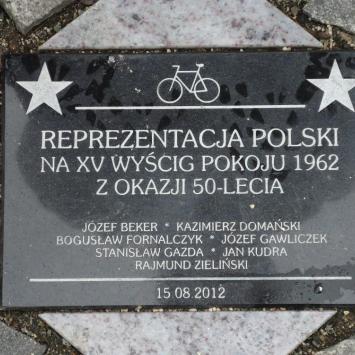 REPREZENTACJA POLSKI
NA XV WYŚCIG POKOJU 1962
Z OKAZJI 50-LECIA
JÓZEF BEKER * KAZIMIERZ DOMAŃSKI
BOGUSŁAW FORNALCZYK * JÓZEF GAWLICZEK
STANISŁAW GAZDA * JAN KUDRA
RAJMUND ZIELIŃSKI
15.08.2012